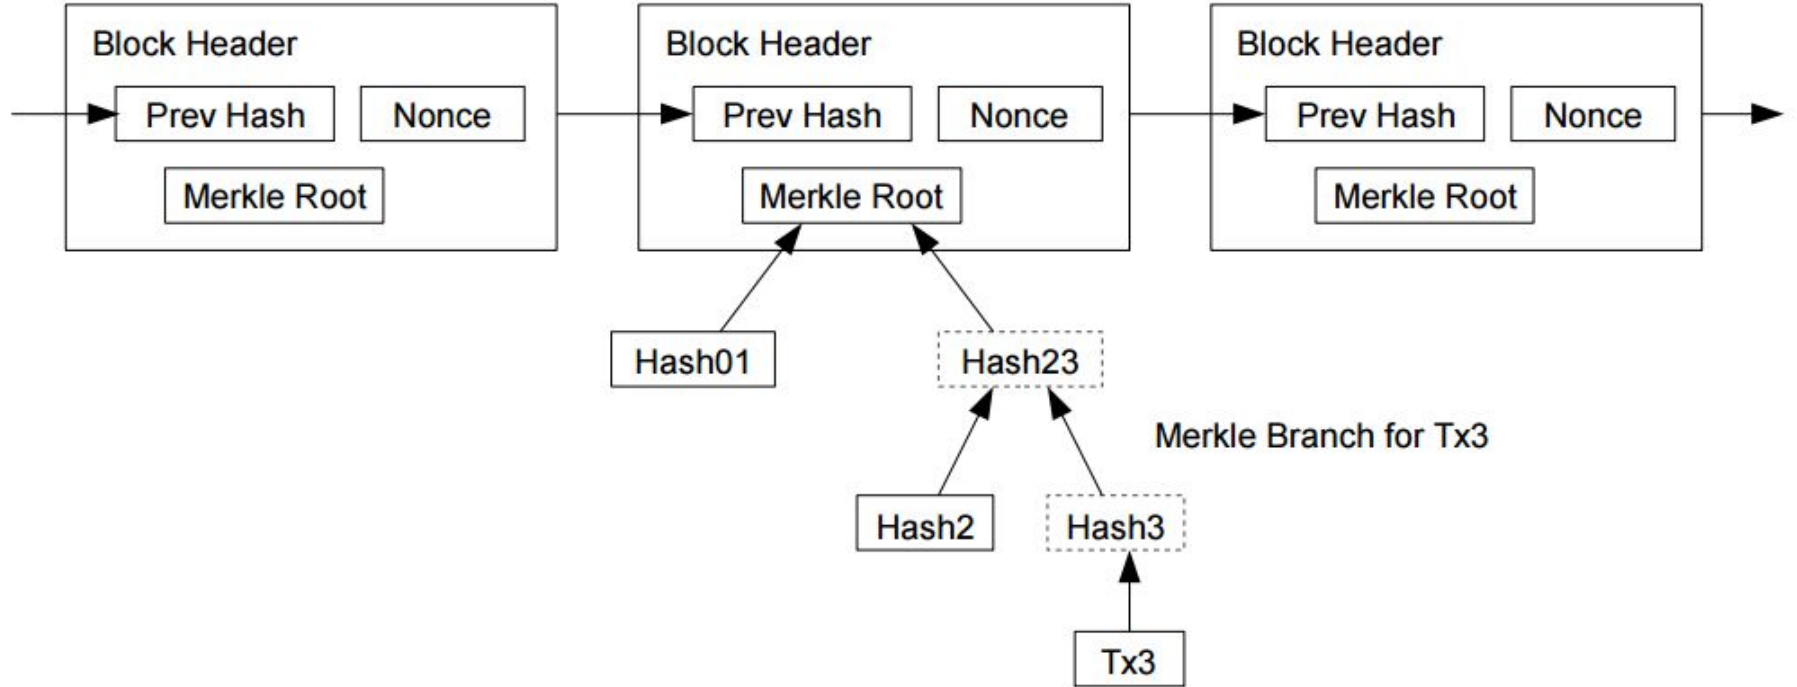 Block Header
Prev Hash
Nonce
Merkle Root
Block Header
Prev Hash
Nonce
Merkle Root
Block Header
Prev Hash
Nonce
Merkle Root
Hash01
Hash23
Merkle Branch for Tx3
Hash2
Hash3
Tx3